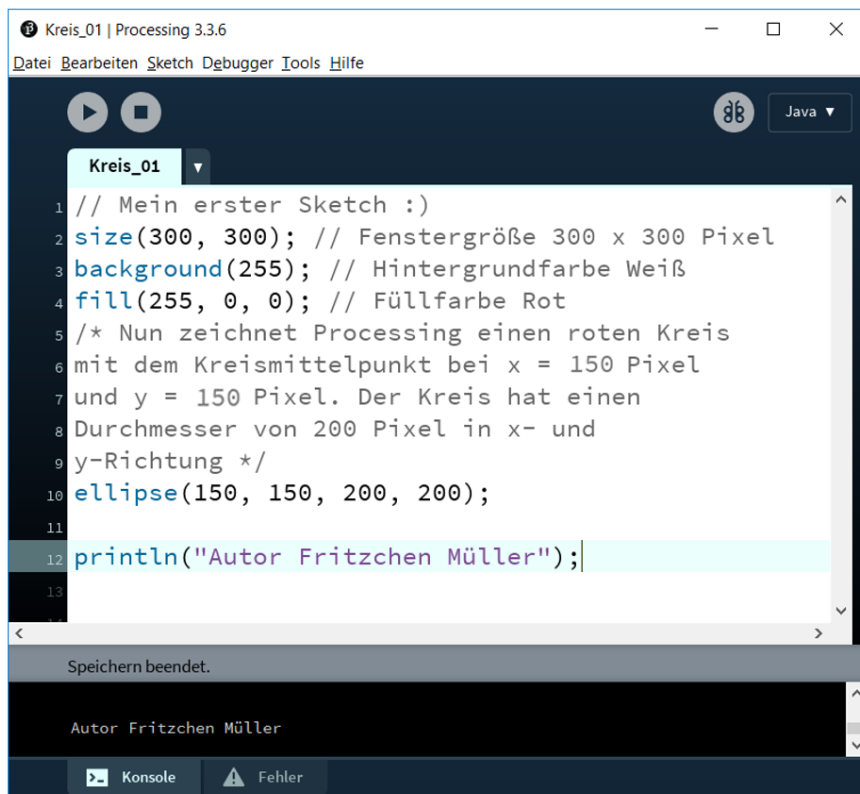 Kreis_01 | Processing 3.3.6
Datei Bearbeiten Sketch Debugger Tools Hilfe
Java
Kreis_01
1 // Mein erster Sketch :)
2 size(300, 300); // Fenstergröße 300 x 300 Pixel
3 background(255); // Hintergrundfarbe Weiß
4 fill(255, 0, 0); // Füllfarbe Rot
5 /* Nun zeichnet Processing einen roten Kreis
6 mit dem Kreismittelpunkt bei x = 150 Pixel
7 und y = 150 Pixel. Der Kreis hat einen
8 Durchmesser von 200 Pixel in x- und
9 y-Richtung */
10 ellipse(150, 150, 200, 200);
11
12 println("Autor Fritzchen Müller");
13
Speichern beendet.
Autor Fritzchen Müller
Konsole Fehler